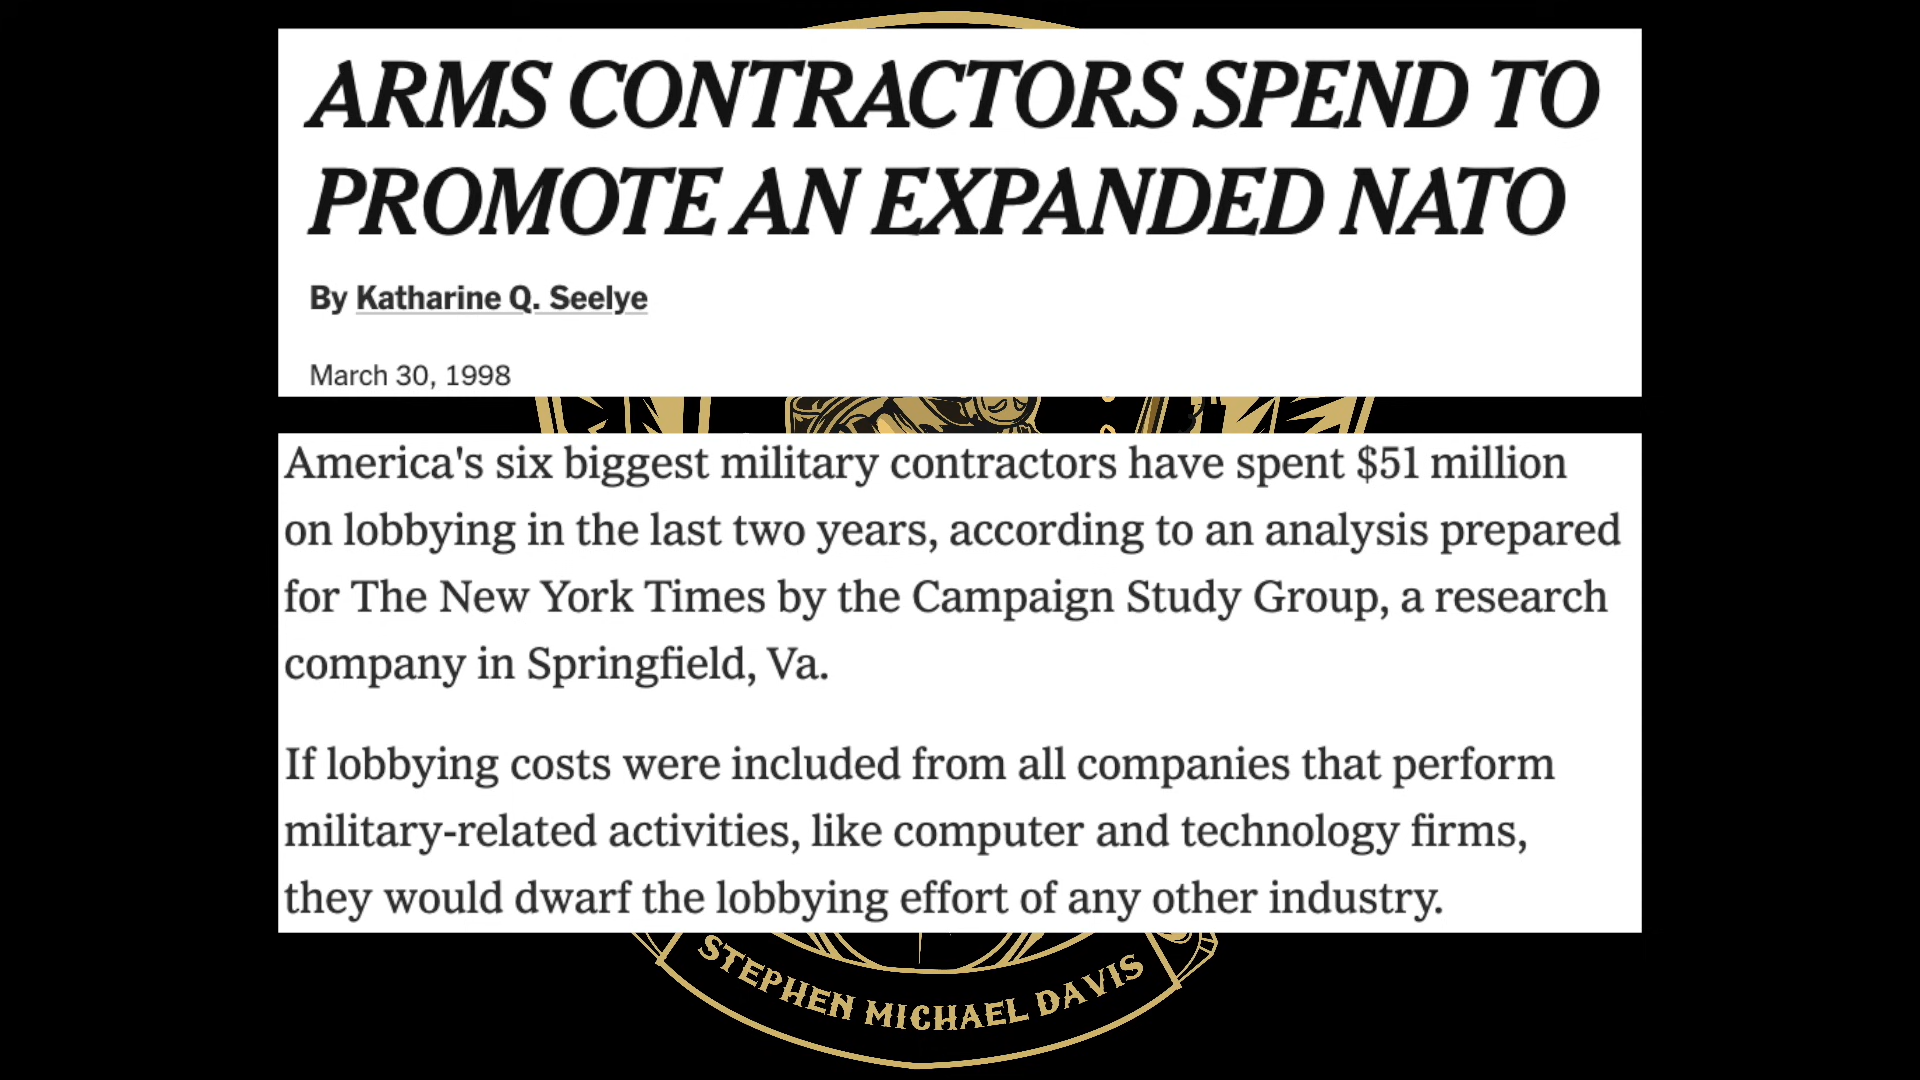 ARMS CONTRACTORS SPEND TO
PROMOTE AN EXPANDED NATO
By Katharine Q. Seelye
March 30, 1998
America's six biggest military contractors have spent $51 million
on lobbying in the last two years, according to an analysis prepared
for The New York Times by the Campaign Study Group, a research
company in Springfield, Va.
If lobbying costs were included from all companies that perform
military-related activities, like computer and technology firms,
they would dwarf the lobbying effort of any other industry.
STEPHEN MICHAEL DAVIS